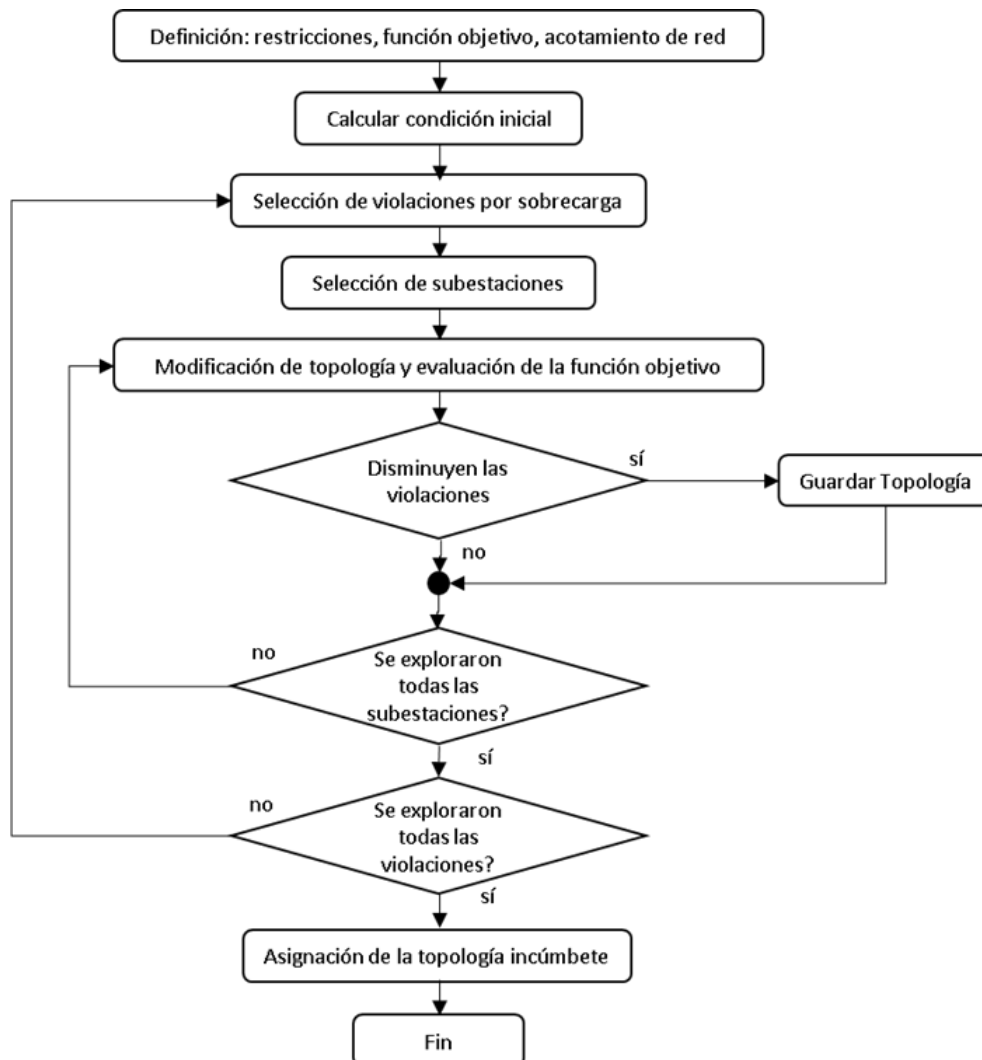 Definición: restricciones, función objetivo, acotamiento de red
Calcular condición inicial
Selección de violaciones por sobrecarga
Selección de subestaciones
Modificación de topología y evaluación de la función objetivo
Disminuyen las
violaciones
sí
Guardar Topología
no
no
Se exploraron
todas las
subestaciones?
sí
no
Se exploraron
todas las
violaciones?
sí
Asignación de la topología incúmbete
Fin